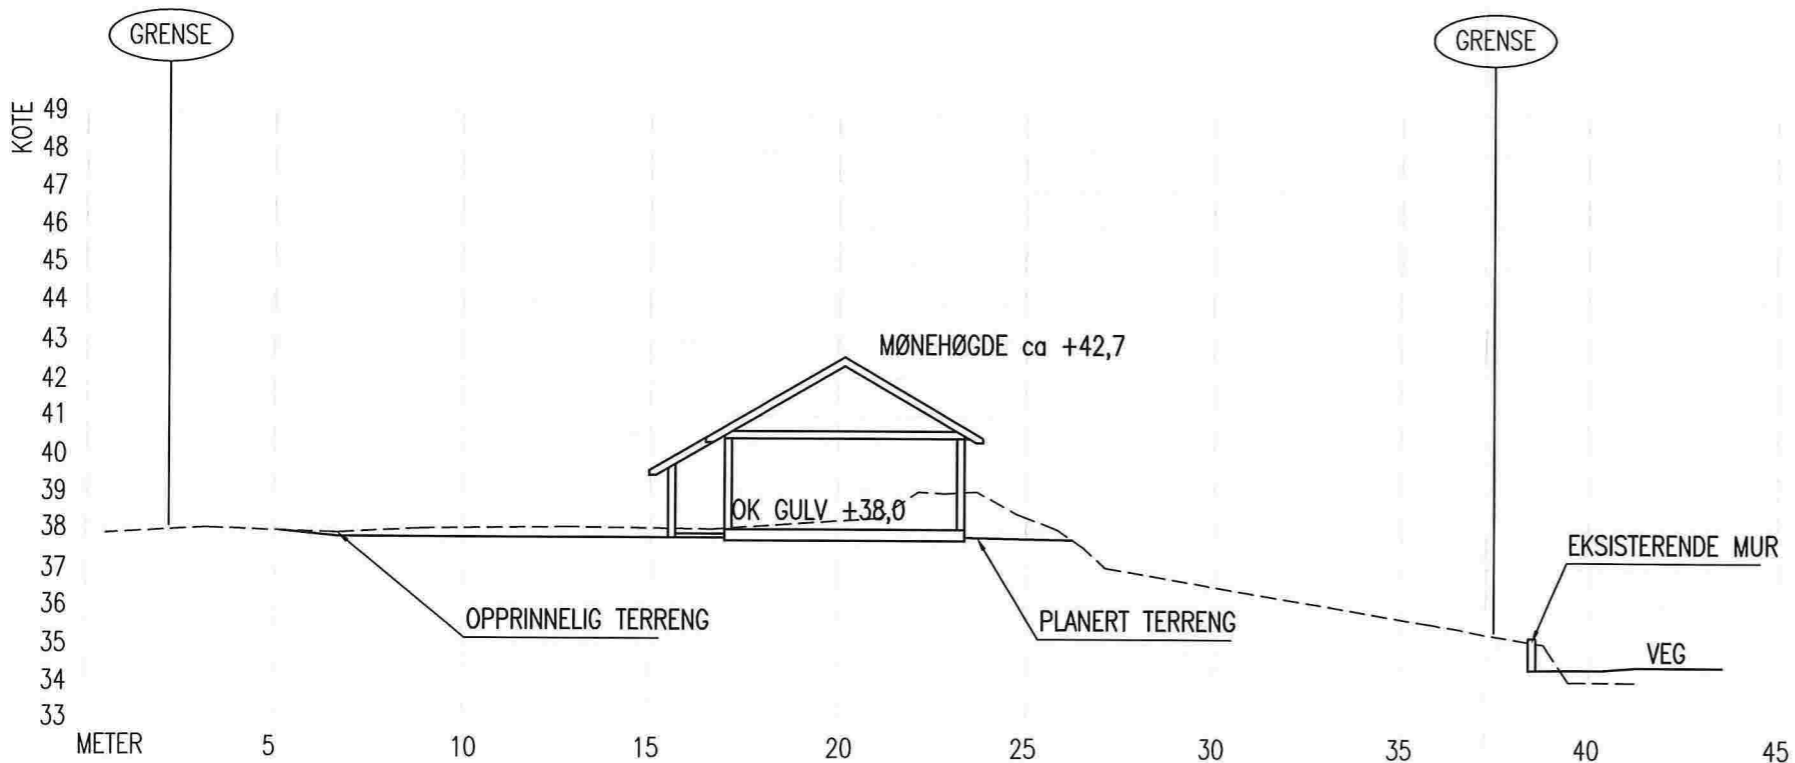 GRENSE
GRENSE
KOTE
49
48
47
46
45
44
43
42
41
40
39
38
37
36
35
34
33
MØNEHØGDE ca +42,7
OK GULV ±38,0
OPPRINNELIG TERRENG
PLANERT TERRENG
EKSISTERENDE MUR
VEG
METER 5 10 15 20 25 30 35 40 45